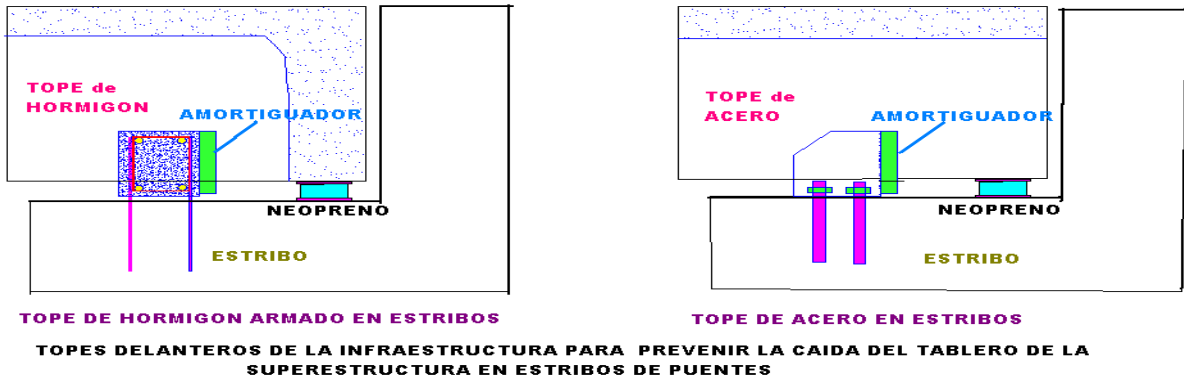 TOPE de
HORMIGON
AMORTIGUADOR
NEOPRENO
ESTRIBO
TOPE DE HORMIGON ARMADO EN ESTRIBOS
TOPE de
ACERO
AMORTIGUADOR
NEOPRENO
ESTRIBO
TOPE DE ACERO EN ESTRIBOS
TOPES DELANTEROS DE LA INFRAESTRUCTURA PARA PREVENIR LA CAIDA DEL TABLERO DE LA
SUPERESTRUCTURA EN ESTRIBOS DE PUENTES